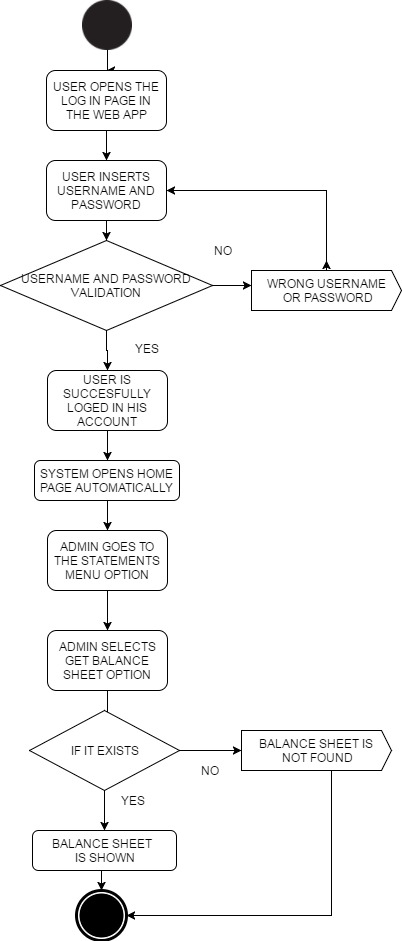 USER OPENS THE
LOG IN PAGE IN
THE WEB APP
USER INSERTS
USERNAME AND
PASSWORD
NO
USERNAME AND PASSWORD
VALIDATION
WRONG USERNAME
OR PASSWORD
YES
USER IS
SUCCESFULLY
LOGED IN HIS
ACCOUNT
SYSTEM OPENS HOME
PAGE AUTOMATICALLY
ADMIN GOES TO
THE STATEMENTS
MENU OPTION
ADMIN SELECTS
GET BALANCE
SHEET OPTION
IF IT EXISTS
BALANCE SHEET IS
NOT FOUND
NO
YES
BALANCE SHEET
IS SHOWN